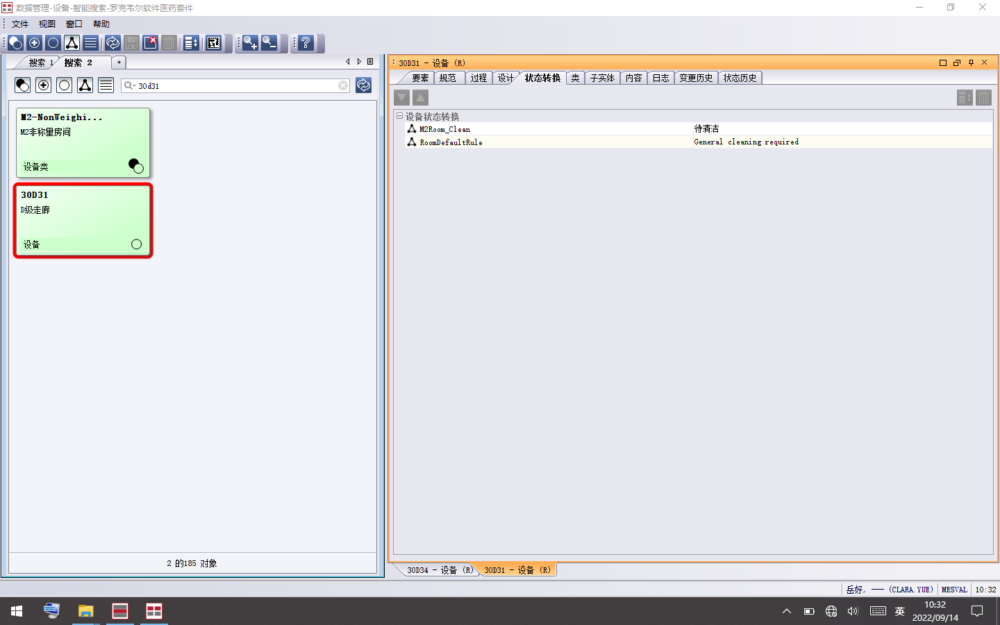 数据管理-设备-智能搜索-罗克韦尔软件医药套件
文件 视图 窗口 帮助
搜索 1 搜索 2 +
30d31
M2-NonWeighi...
M2非称量房间
设备类
30D31
D级走廊
设备
2 的185 对象
30D31 - 设备 (R)
要素 规范 过程 设计 状态转换 类 子实体 内容 日志 变更历史 状态历史
设备状态转换
M2Room_Clean 待清洁
RoomDefaultRule General cleaning required
30D34 - 设备 (R) 30D31 - 设备 (R)
岳好, 一一 (CLARA.YUE) MESVAL 10:32
英
10:32
2022/09/14